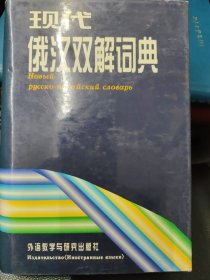 现代
俄汉双解词典
Новый
русско-китайский словарь
外语教学与研究出版社
Издательство(Иностранные языки)